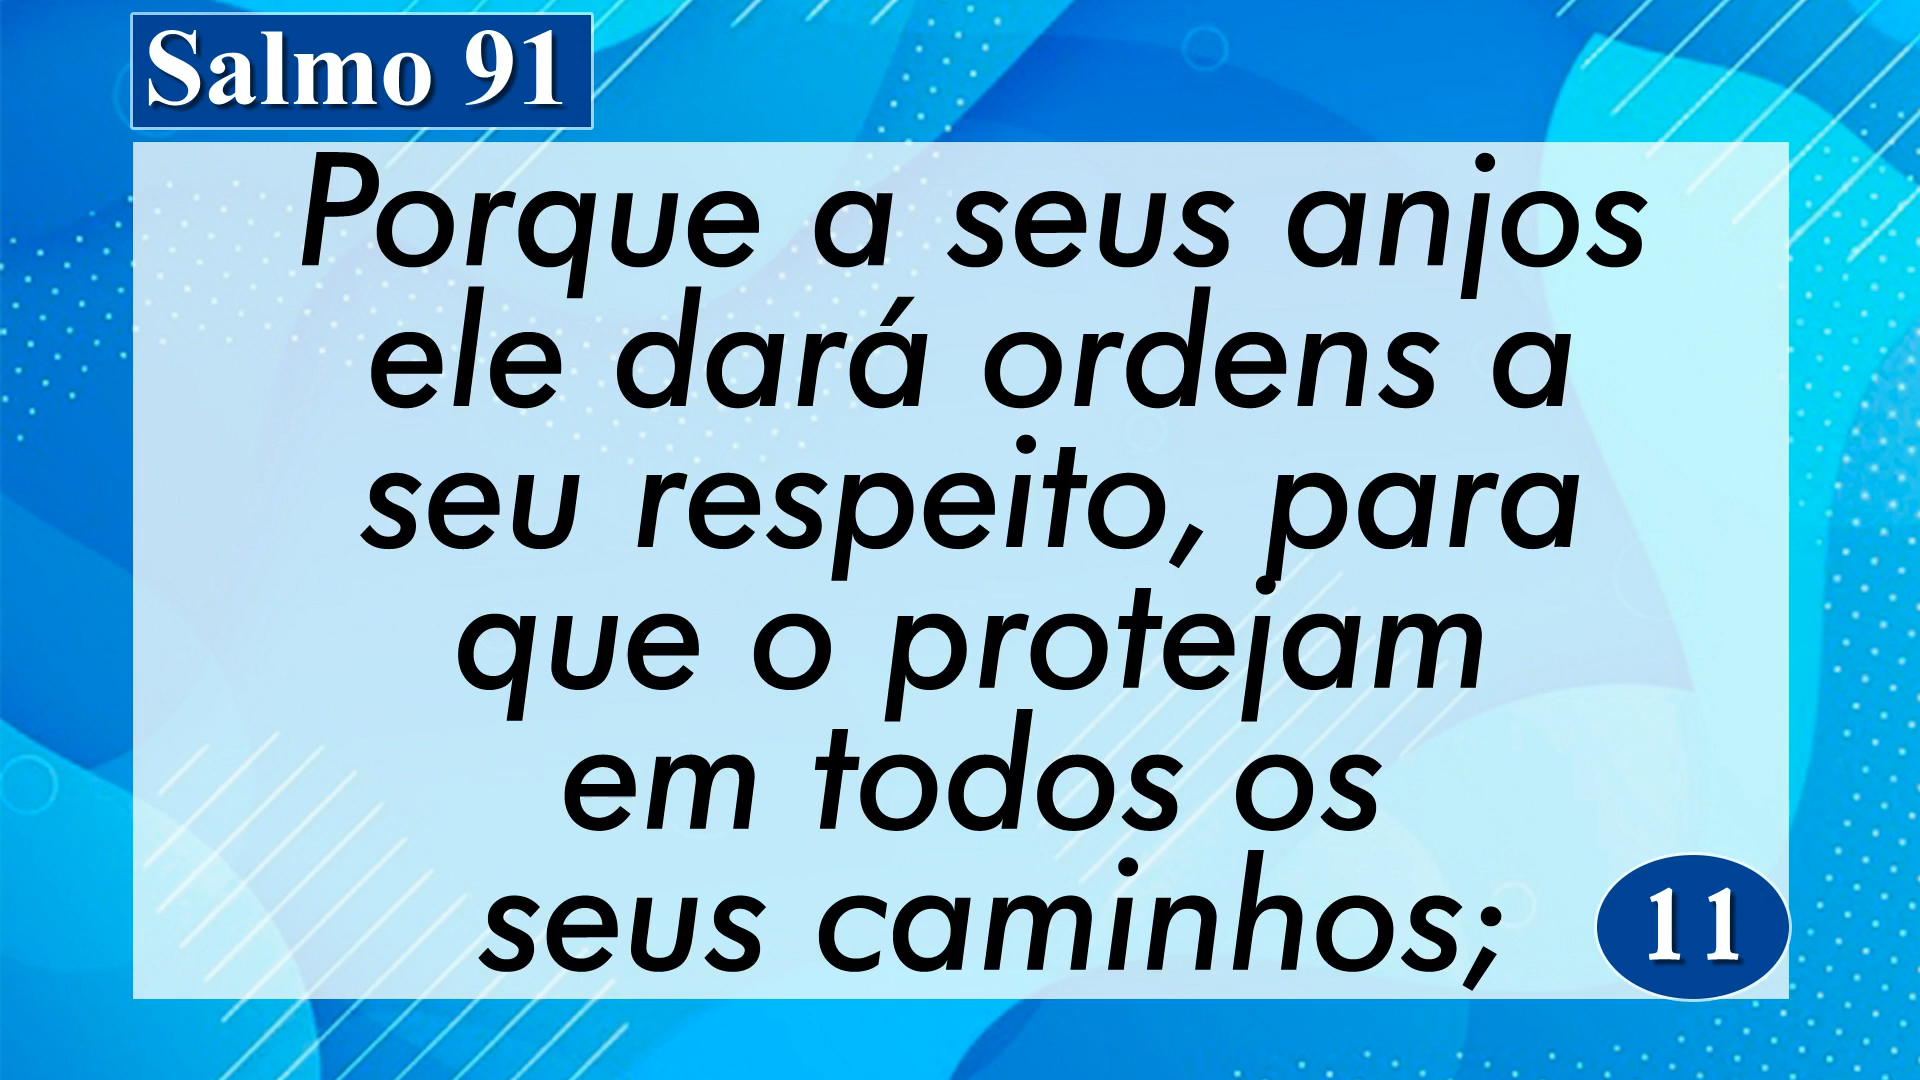 Salmo 91
Porque a seus anjos
ele dará ordens a
seu respeito, para
que o protejam
em todos os
seus caminhos;
11